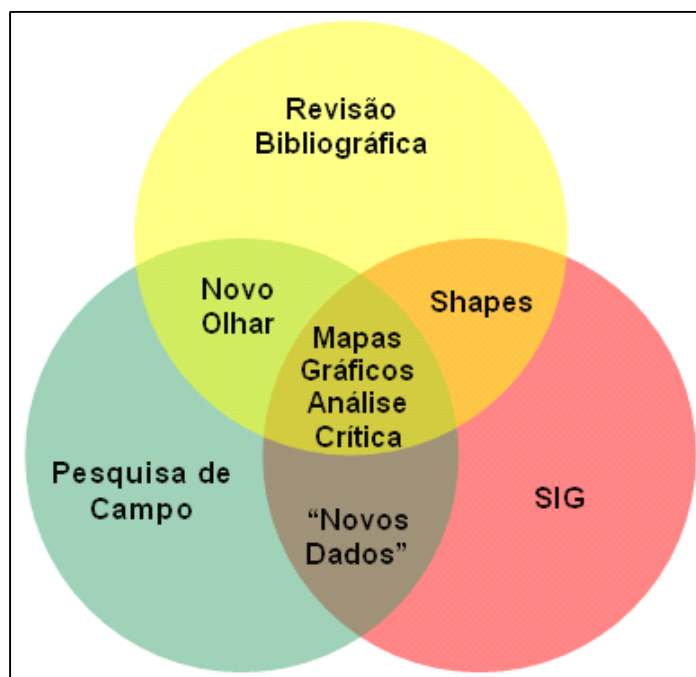 Revisão
Bibliográfica
Novo
Olhar
Shapes
Mapas
Gráficos
Análise
Crítica
Pesquisa de
Campo
“Novos
Dados”
SIG